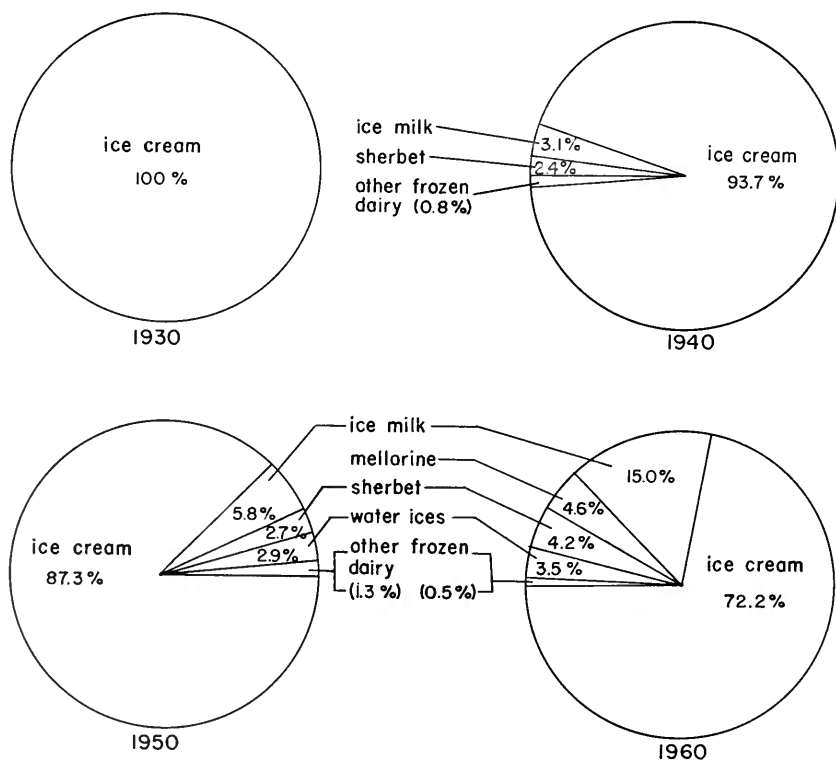 ice cream
100 %
1930
ice milk
sherbet
other frozen
dairy (0.8%)
3.1%
2.4%
ice cream
93.7%
1940
ice cream
87.3%
5.8%
2.7%
2.9%
1950
ice milk
mellorine
sherbet
water ices
other frozen
dairy
(1.3 %) (0.5%)
15.0%
4.6%
4.2%
3.5%
ice cream
72.2%
1960